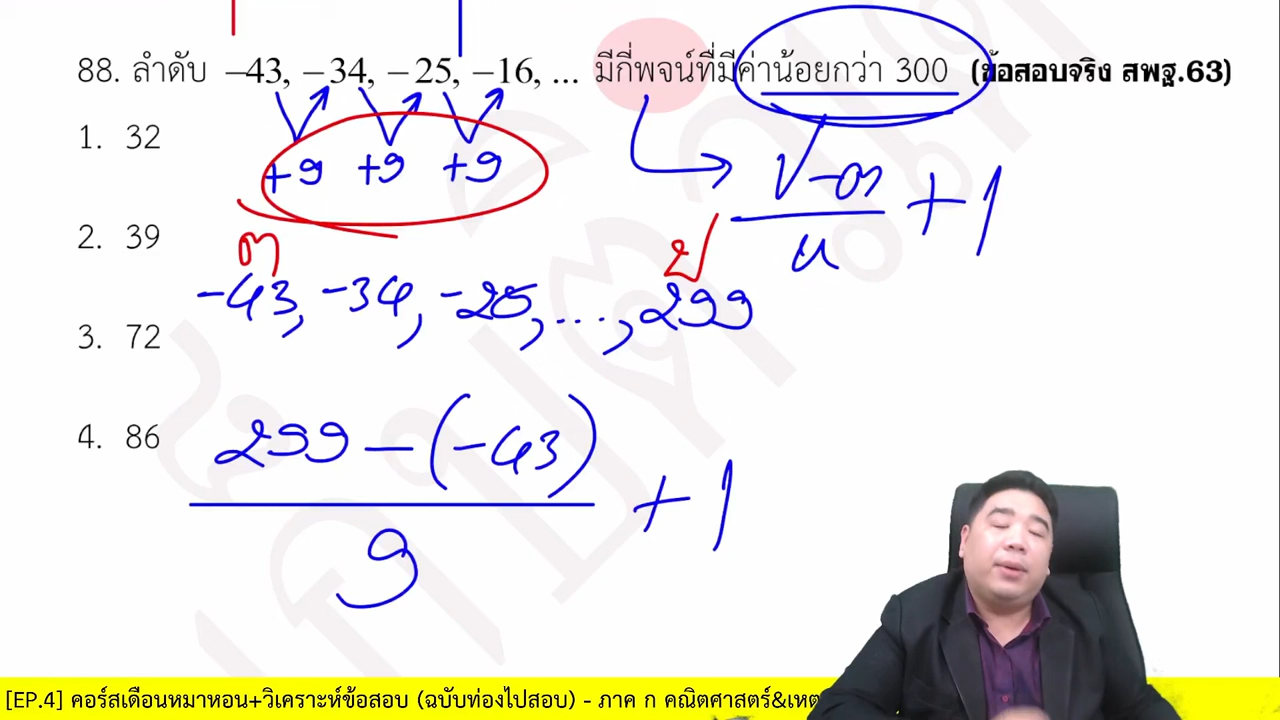 88. ลำดับ –43, –34, –25, –16, ... มีกี่พจน์ที่มีค่าน้อยกว่า 300 (ข้อสอบจริง สพฐ.63)
1. 32
+9 +9 +9
ป-ต
น
+1
2. 39
ต ป
-43, -34, -25, ..., 299
3. 72
4. 86
299 - (-43)
9
+ 1
[EP.4] คอร์สเดือนหมาหอน+วิเคราะห์ข้อสอบ (ฉบับท่องไปสอบ) - ภาค ก คณิตศาสตร์&เหต